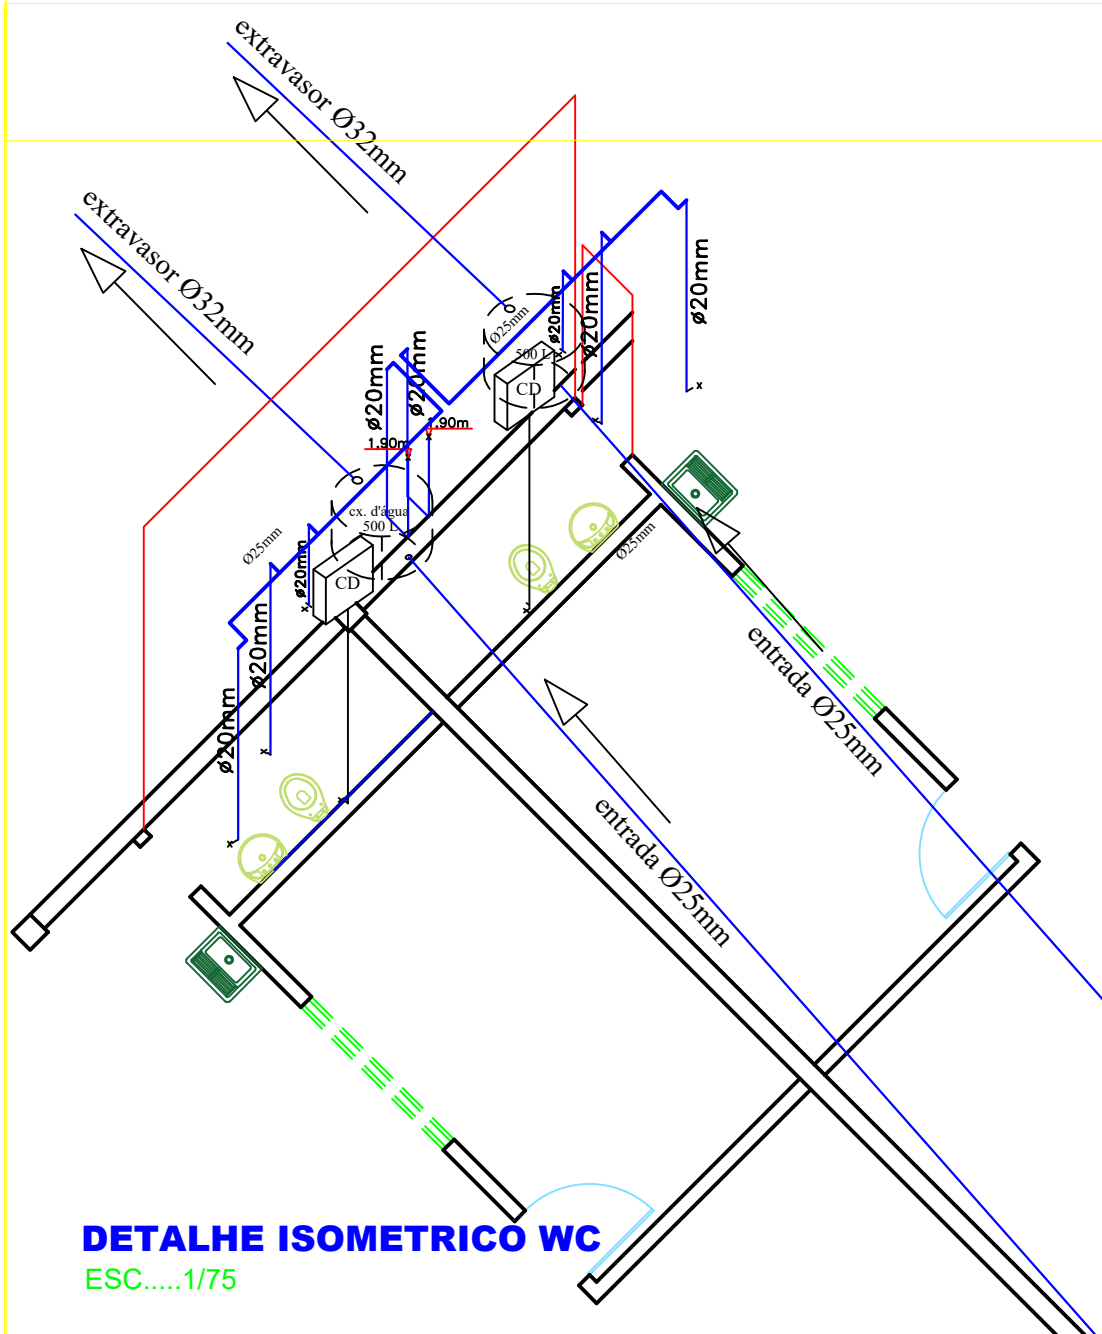 extravasor Ø32mm
extravasor Ø32mm
ø20mm
Ø25mm
ø20mm
ø20mm
500 L
CD
ø20mm
ø20mm
1.90m
1.90m
cx. d'água
500 L
Ø25mm
Ø25mm
ø20mm
CD
ø20mm
ø20mm
entrada Ø25mm
entrada Ø25mm
DETALHE ISOMETRICO WC
ESC.....1/75